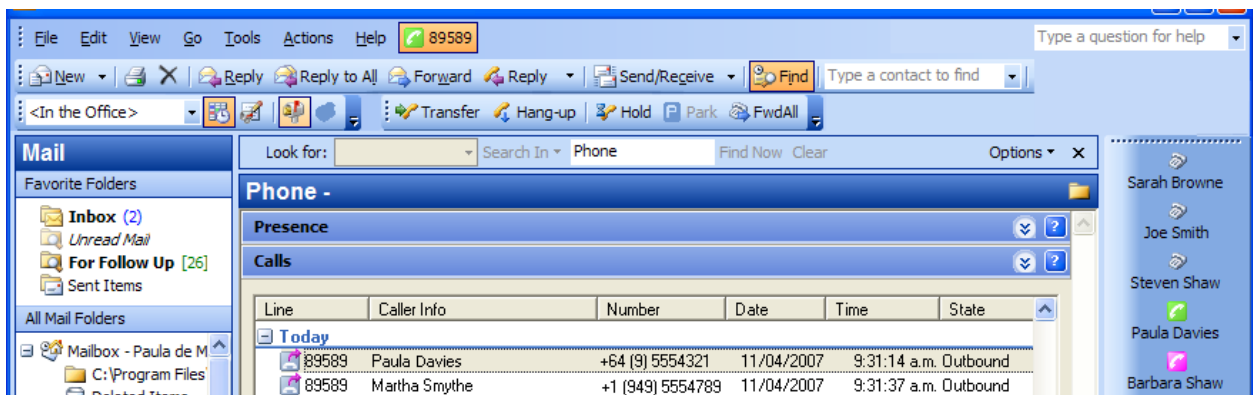 File Edit View Go Tools Actions Help 89589 Type a question for help
New Reply Reply to All Forward Reply Send/Receive Find Type a contact to find
<In the Office> Transfer Hang-up Hold Park FwdAll
Mail Look for: Search In Phone Find Now Clear Options
Favorite Folders
Inbox (2)
Unread Mail
For Follow Up [26]
Sent Items
All Mail Folders
Mailbox - Paula de M
C:\Program Files
Deleted Items
Phone -
Presence
Calls
Line Caller Info Number Date Time State
Today
89589 Paula Davies +64 (9) 5554321 11/04/2007 9:31:14 a.m. Outbound
89589 Martha Smythe +1 (949) 5554789 11/04/2007 9:31:37 a.m. Outbound
Sarah Browne
Joe Smith
Steven Shaw
Paula Davies
Barbara Shaw